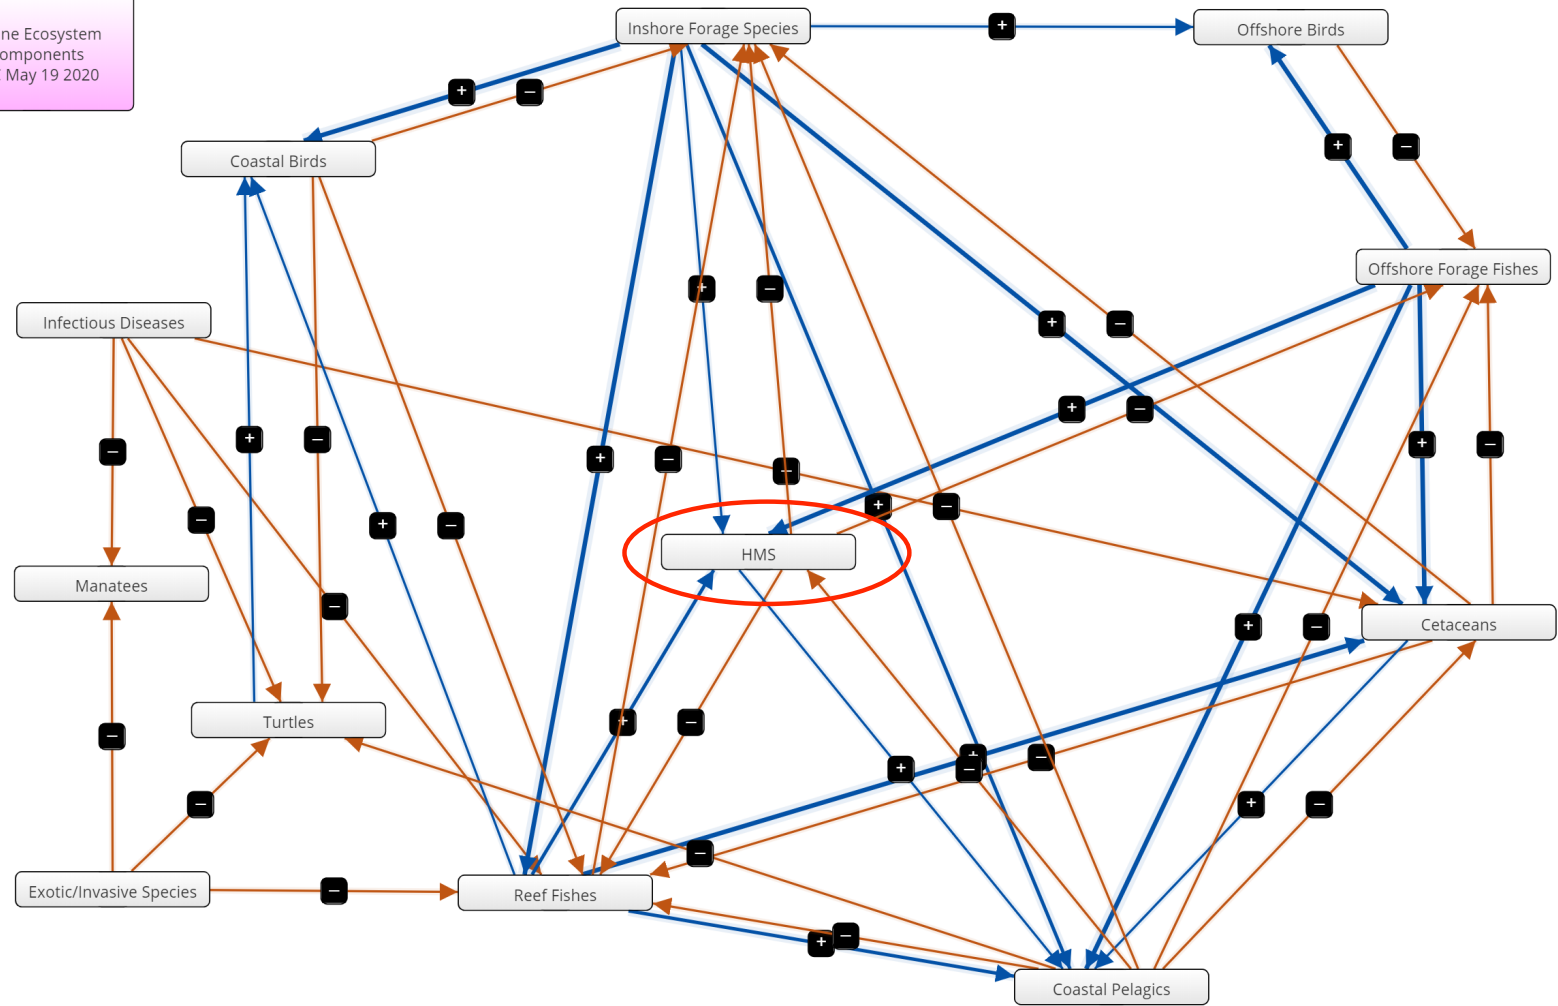 ne Ecosystem
omponents
May 19 2020
Inshore Forage Species
Offshore Birds
Coastal Birds
Offshore Forage Fishes
Infectious Diseases
HMS
Manatees
Cetaceans
Turtles
Exotic/Invasive Species
Reef Fishes
Coastal Pelagics